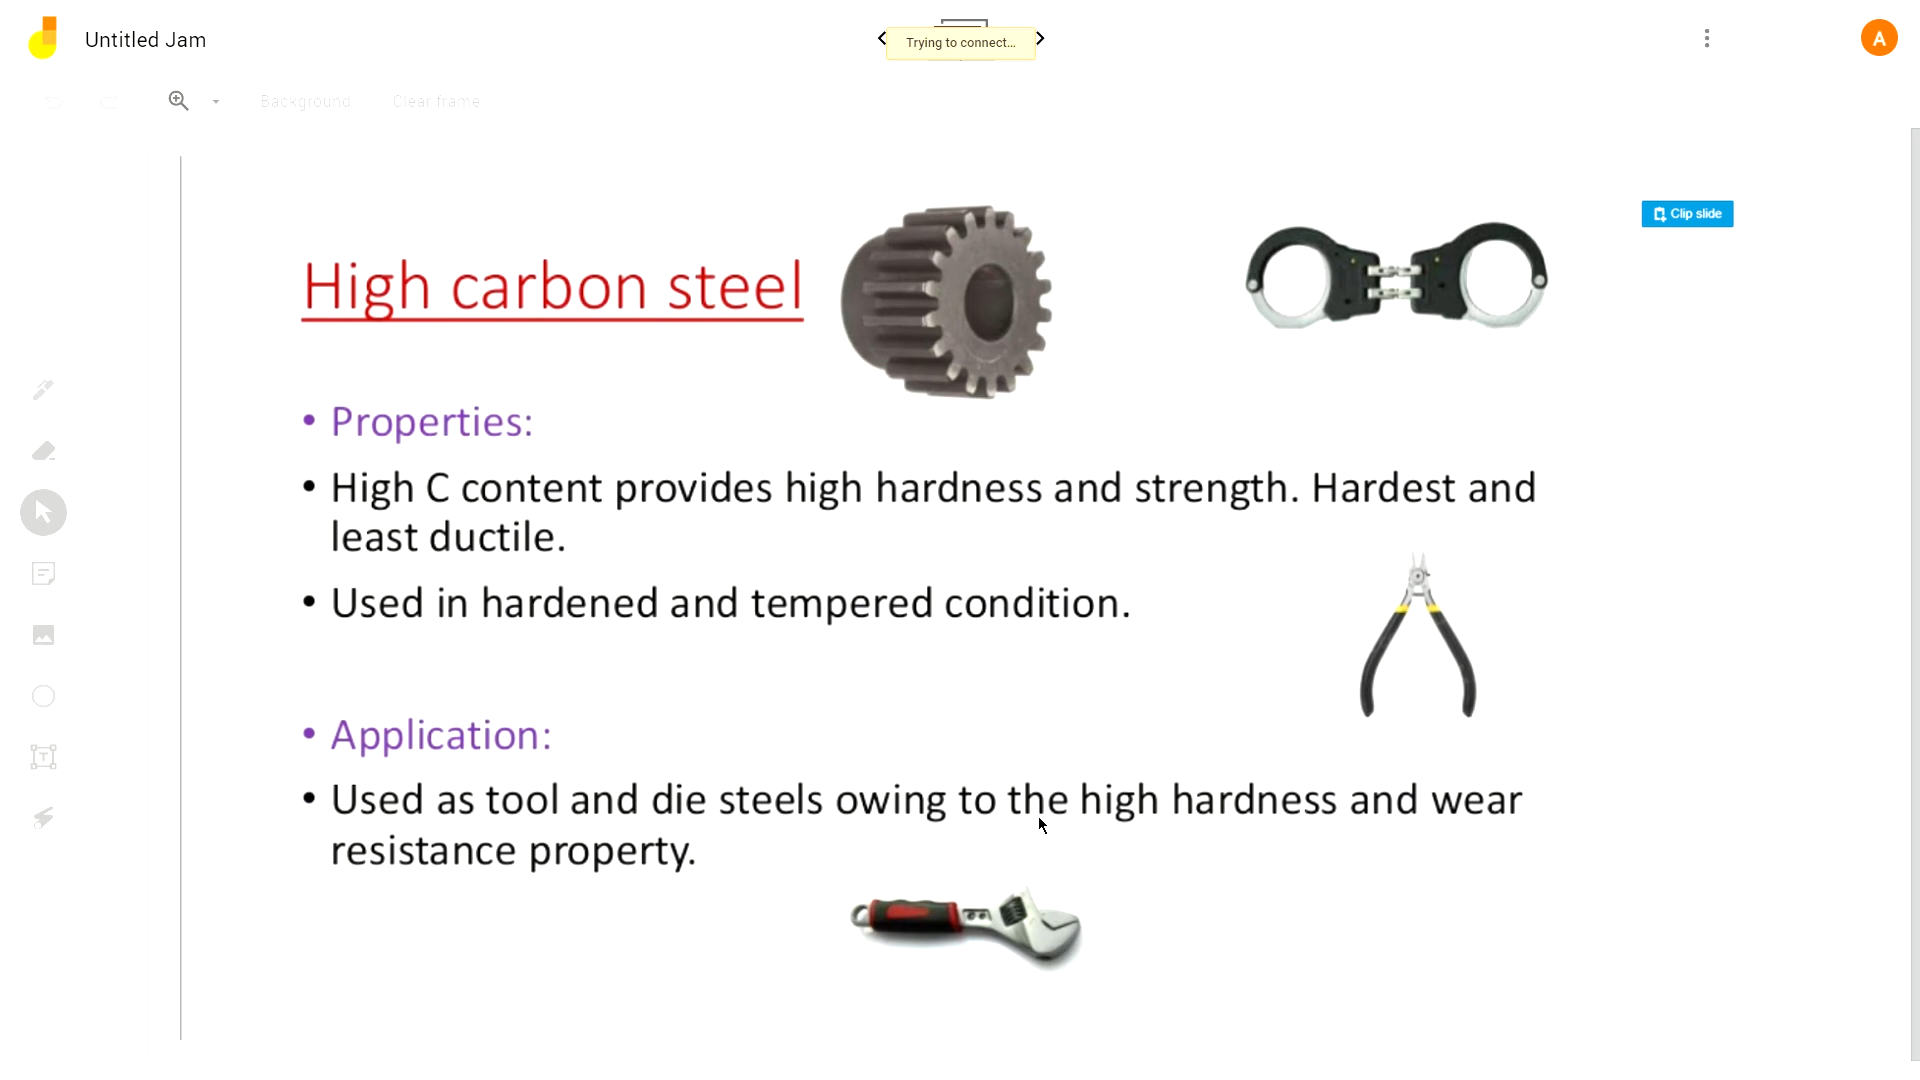 Untitled Jam
Trying to connect...
A
Background
Clear frame
Clip slide
High carbon steel
• Properties:
• High C content provides high hardness and strength. Hardest and
least ductile.
• Used in hardened and tempered condition.
• Application:
• Used as tool and die steels owing to the high hardness and wear
resistance property.